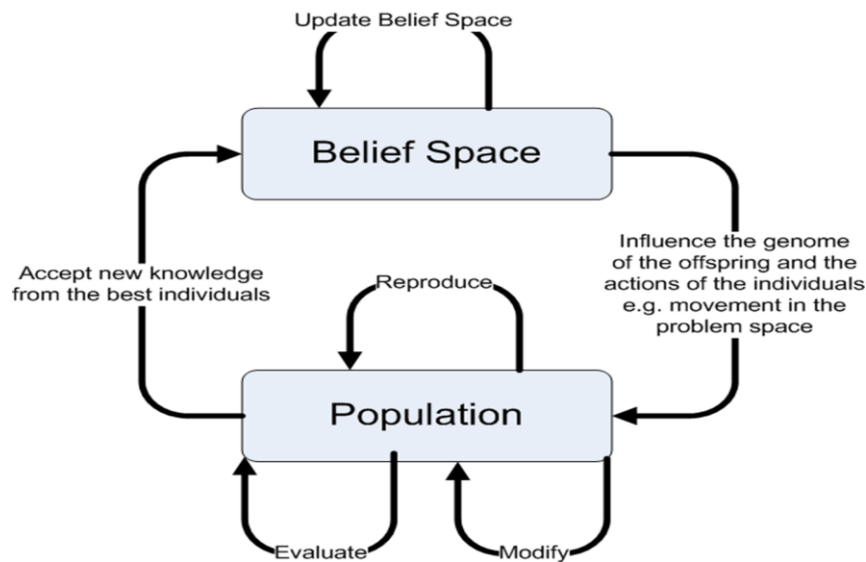 Update Belief Space
Belief Space
Accept new knowledge
from the best individuals
Influence the genome
of the offspring and the
actions of the individuals
e.g. movement in the
problem space
Reproduce
Population
Evaluate
Modify